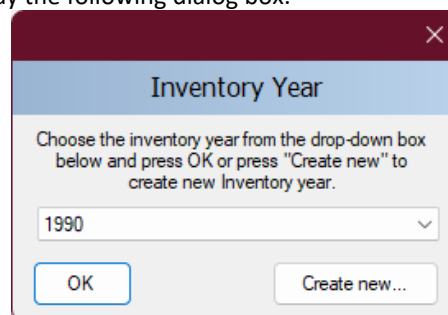 the following dialog box:
Inventory Year
Choose the inventory year from the drop-down box
below and press OK or press "Create new" to
create new Inventory year.
1990
OK
Create new...